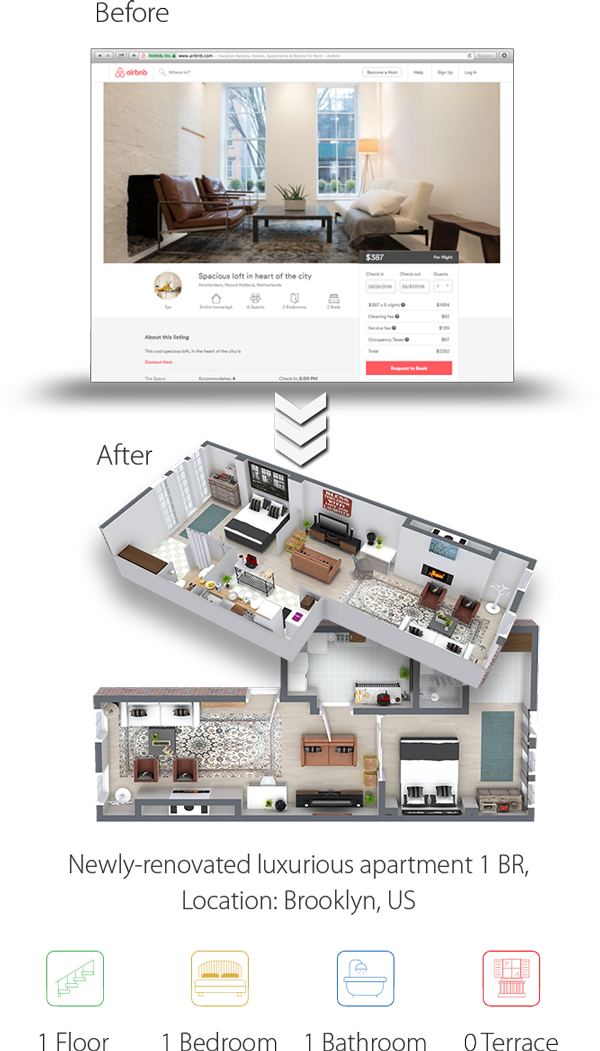 Before
Airbnb, Inc.
www.airbnb.com — Vacation Rentals, Homes, Apartments & Rooms for Rent – Airbnb
airbnb
Where to?
Become a Host
Help
Sign Up
Log In
$387
Per Night
Check In
Check out
Guests
05/26/2016
05/31/2016
1
$387 x 5 nights
$1934
Cleaning fee
$82
Service fee
Occupancy Taxes
$97
Total
Request to Book
Spacious loft in heart of the city
Amsterdam, Noord-Holland, Netherlands
Entire home/apt
4 Guests
2 Bedrooms
2 Beds
About this listing
This cool spacious loft, in the heart of the city is
Contact Host
The Space
Accommodates: 4
Check In: 2:00 PM
After
Newly-renovated luxurious apartment 1 BR,
Location: Brooklyn, US
1 Floor
1 Bedroom
1 Bathroom
0 Terrace